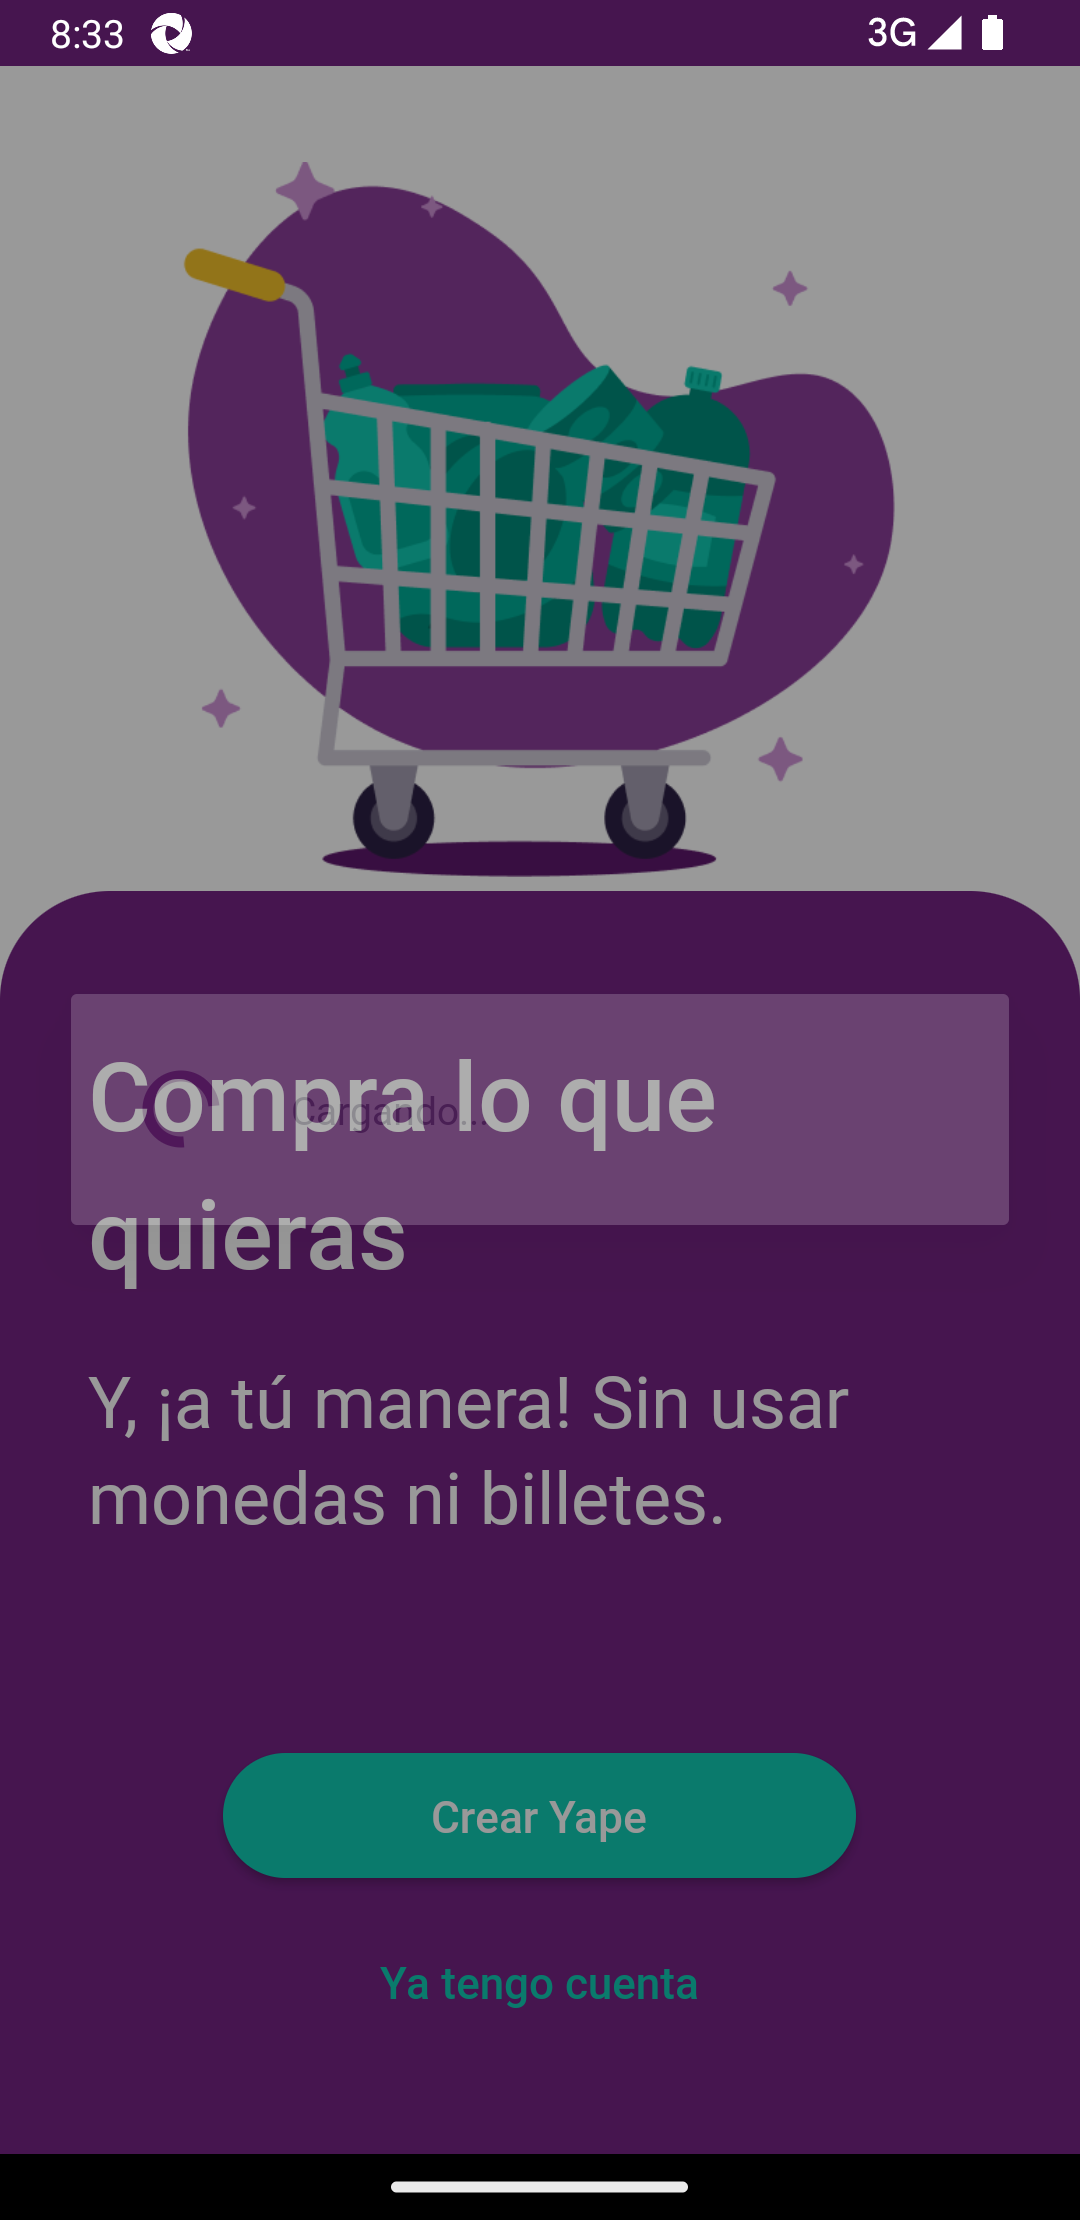 8:33
3G
Compra lo que
Cargando...
quieras
Y, ¡a tú manera! Sin usar
monedas ni billetes.
Crear Yape
Ya tengo cuenta